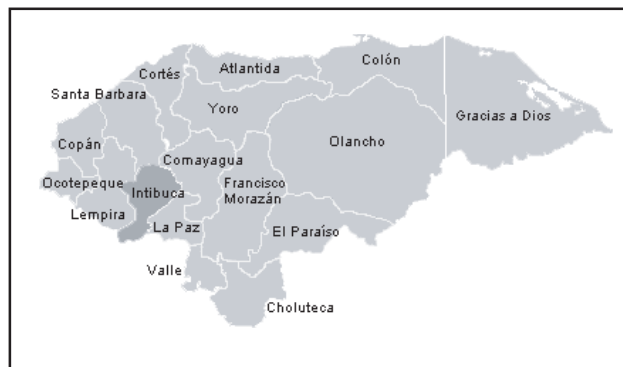 Cortés
Atlantida
Colón
Santa Barbara
Yoro
Gracias a Dios
Copán
Olancho
Comayagua
Ocotepeque
Intibuca
Francisco
Morazán
Lempira
La Paz
El Paraíso
Valle
Choluteca